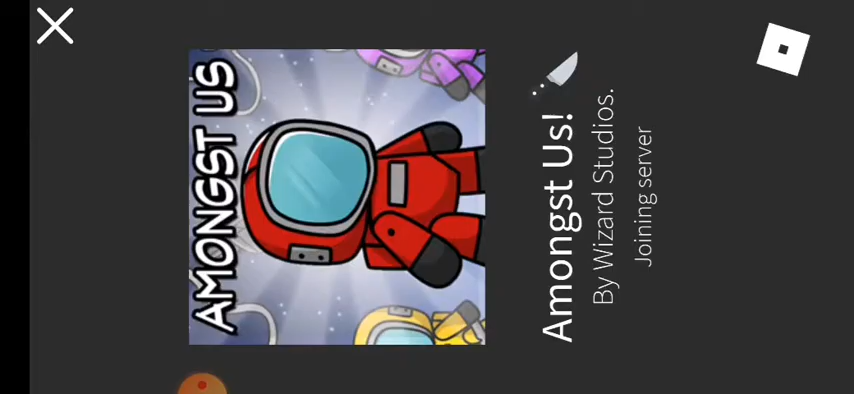 AMONGST US
Amongst Us!
By Wizard Studios.
Joining server